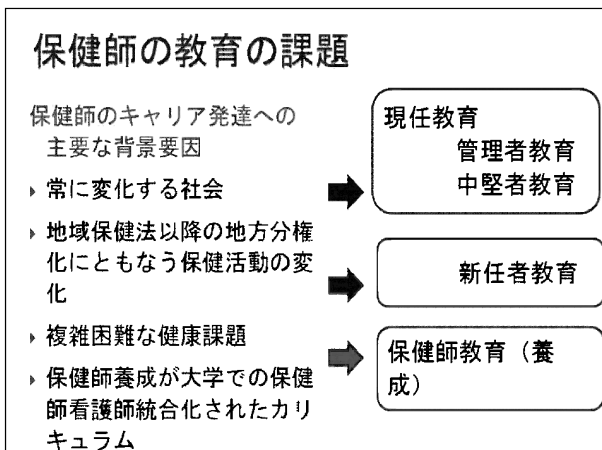 保健師の教育の課題
保健師のキャリア発達への
主要な背景要因
常に変化する社会
地域保健法以降の地方分権
化にともなう保健活動の変
化
複雑困難な健康課題
保健師養成が大学での保健
師看護師統合化されたカリ
キュラム
現任教育
管理者教育
中堅者教育
新任者教育
保健師教育（養
成）